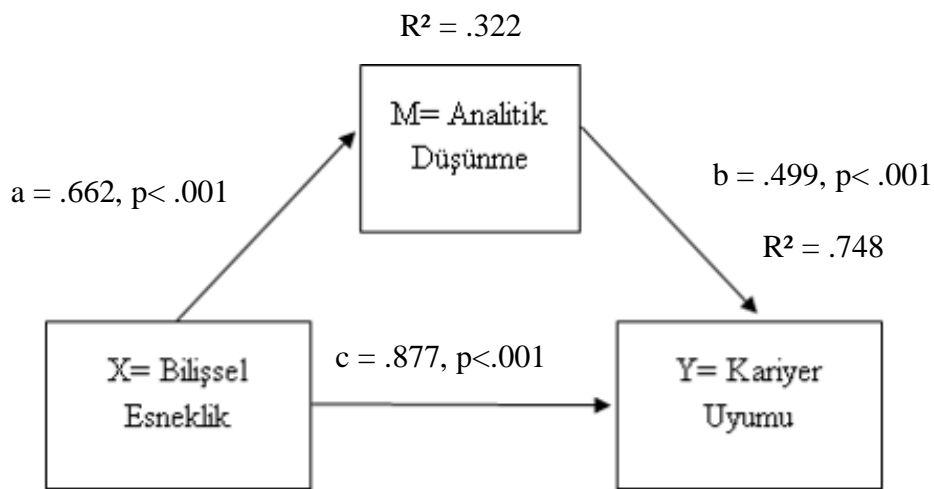 R² = .322
M= Analitik
Düşünme
a = .662, p< .001
b = .499, p< .001
R² = .748
X= Bilişsel
Esneklik
c = .877, p<.001
Y= Kariyer
Uyumu